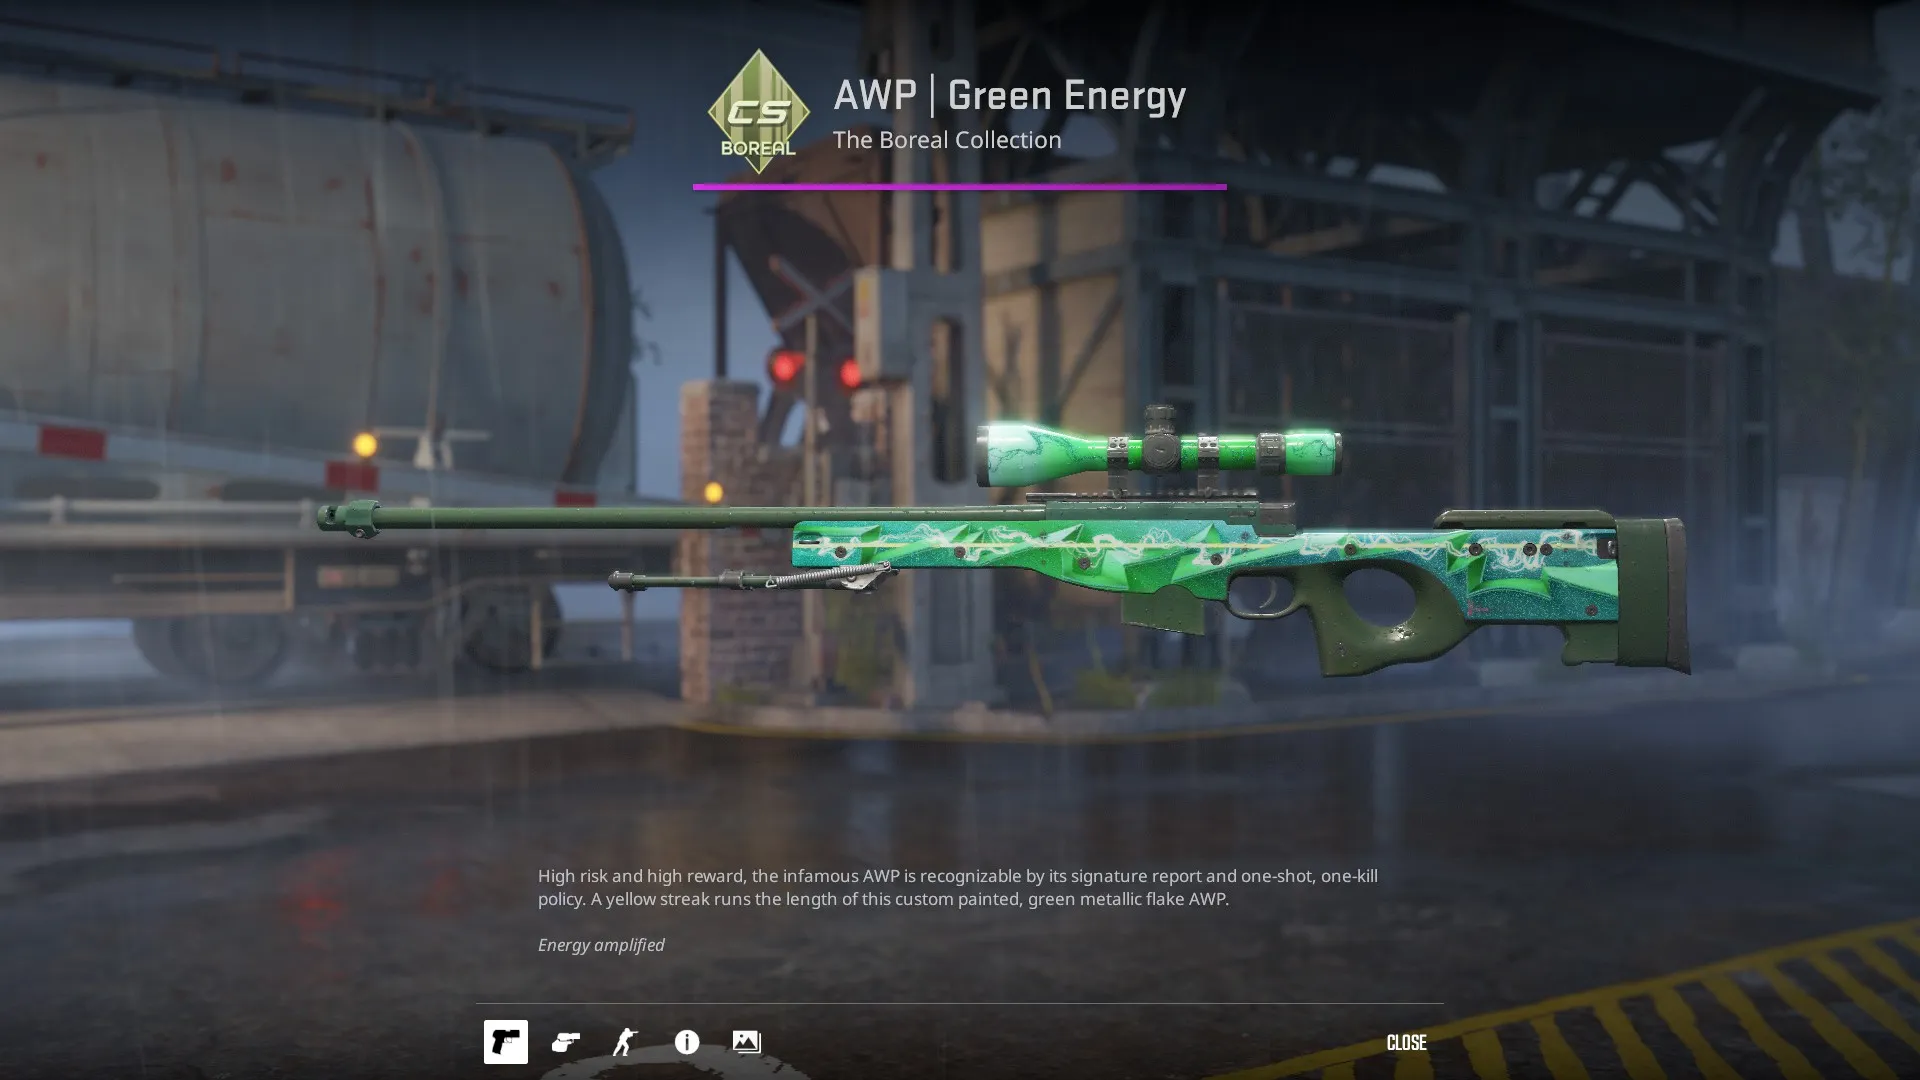 CS
BOREAL
AWP | Green Energy
The Boreal Collection
High risk and high reward, the infamous AWP is recognizable by its signature report and one-shot, one-kill
policy. A yellow streak runs the length of this custom painted, green metallic flake AWP.
Energy amplified
CLOSE